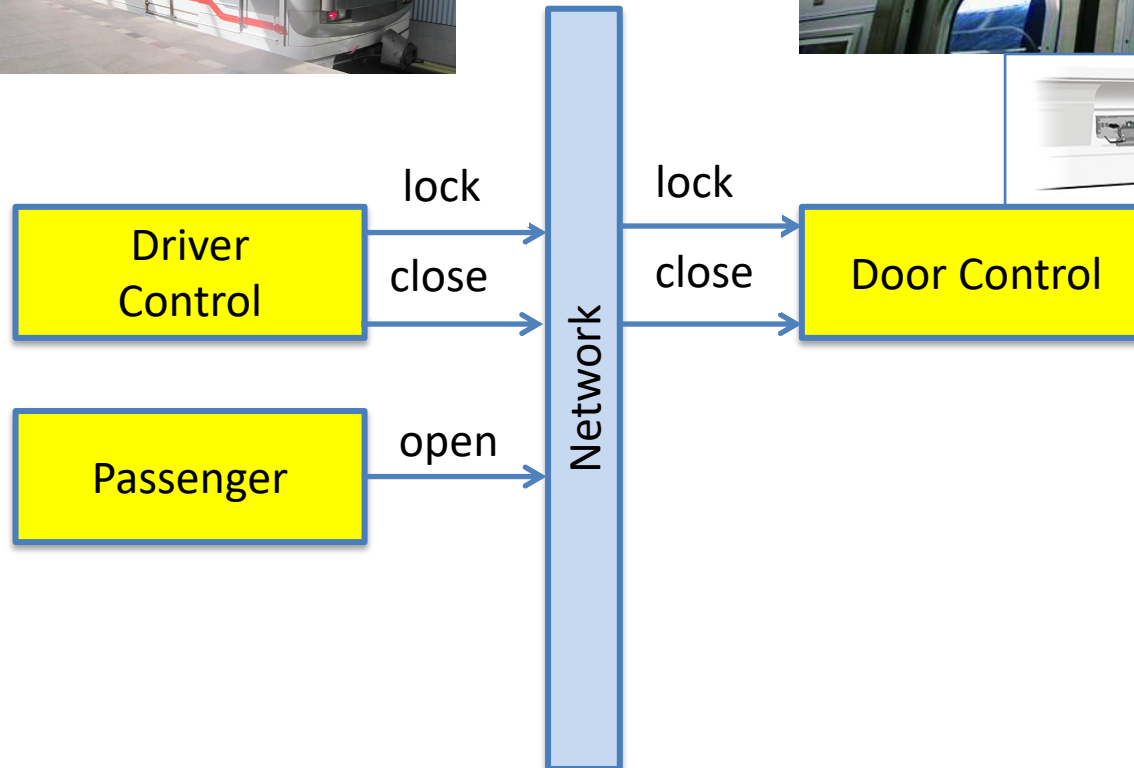 lock
lock
Driver
Control
close
close
Door Control
Network
open
Passenger